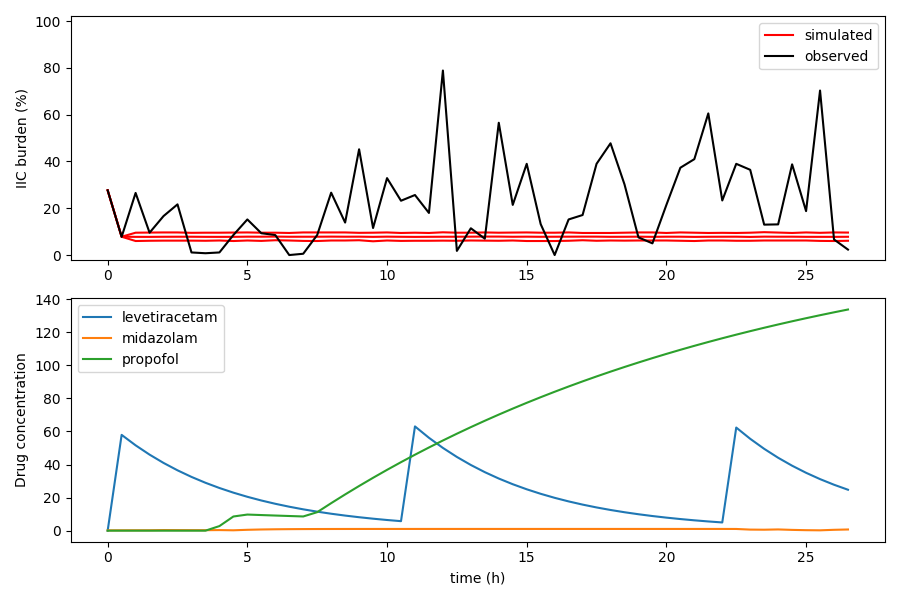 100
80
60
40
20
0
IIC burden (%)
simulated
observed
0 5 10 15 20 25
140
120
100
80
60
40
20
0
Drug concentration
levetiracetam
midazolam
propofol
0 5 10 15 20 25
time (h)